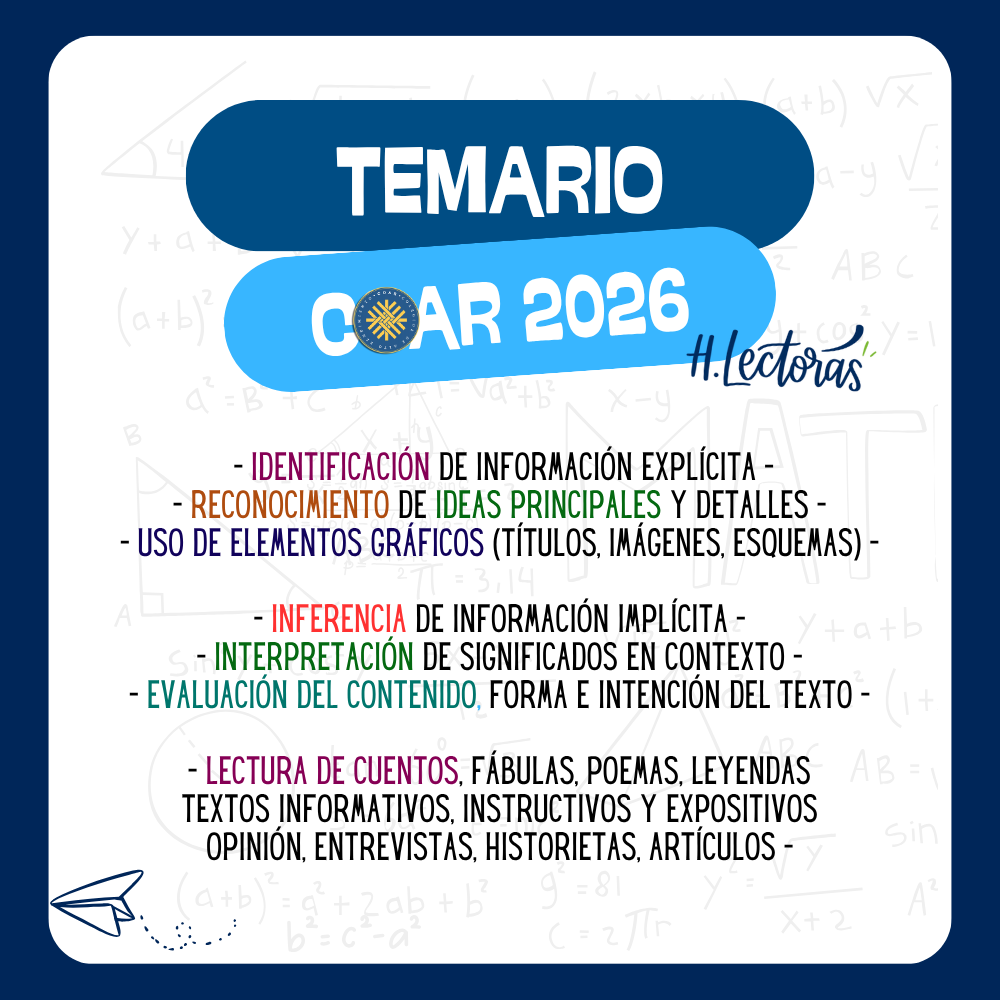 TEMARIO
COAR 2026
H.Lectoras
- IDENTIFICACIÓN DE INFORMACIÓN EXPLÍCITA -
- RECONOCIMIENTO DE IDEAS PRINCIPALES Y DETALLES -
- USO DE ELEMENTOS GRÁFICOS (TÍTULOS, IMÁGENES, ESQUEMAS) -
- INFERENCIA DE INFORMACIÓN IMPLÍCITA -
- INTERPRETACIÓN DE SIGNIFICADOS EN CONTEXTO -
- EVALUACIÓN DEL CONTENIDO, FORMA E INTENCIÓN DEL TEXTO -
- LECTURA DE CUENTOS, FÁBULAS, POEMAS, LEYENDAS
TEXTOS INFORMATIVOS, INSTRUCTIVOS Y EXPOSITIVOS
OPINIÓN, ENTREVISTAS, HISTORIETAS, ARTÍCULOS -